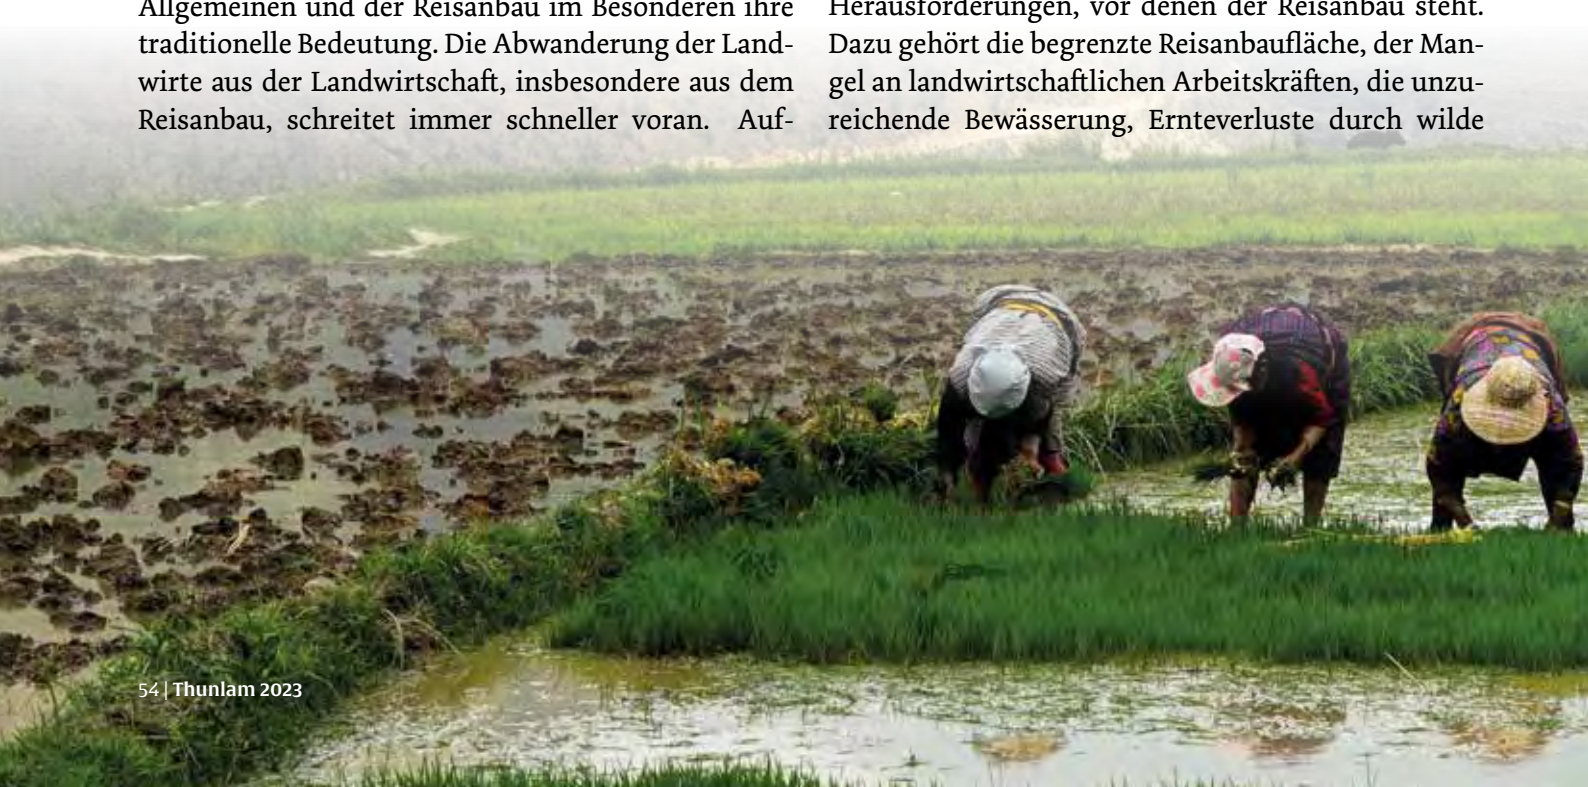 Allgemeinen und der Reisanbau im Besonderen ihre
traditionelle Bedeutung. Die Abwanderung der Land-
wirte aus der Landwirtschaft, insbesondere aus dem
Reisanbau, schreitet immer schneller voran. Auf-
Herausforderungen, vor denen der Reisanbau steht.
Dazu gehört die begrenzte Reisanbaufläche, der Man-
gel an landwirtschaftlichen Arbeitskräften, die unzu-
reichende Bewässerung, Ernteverluste durch wilde
54 | Thunlam 2023